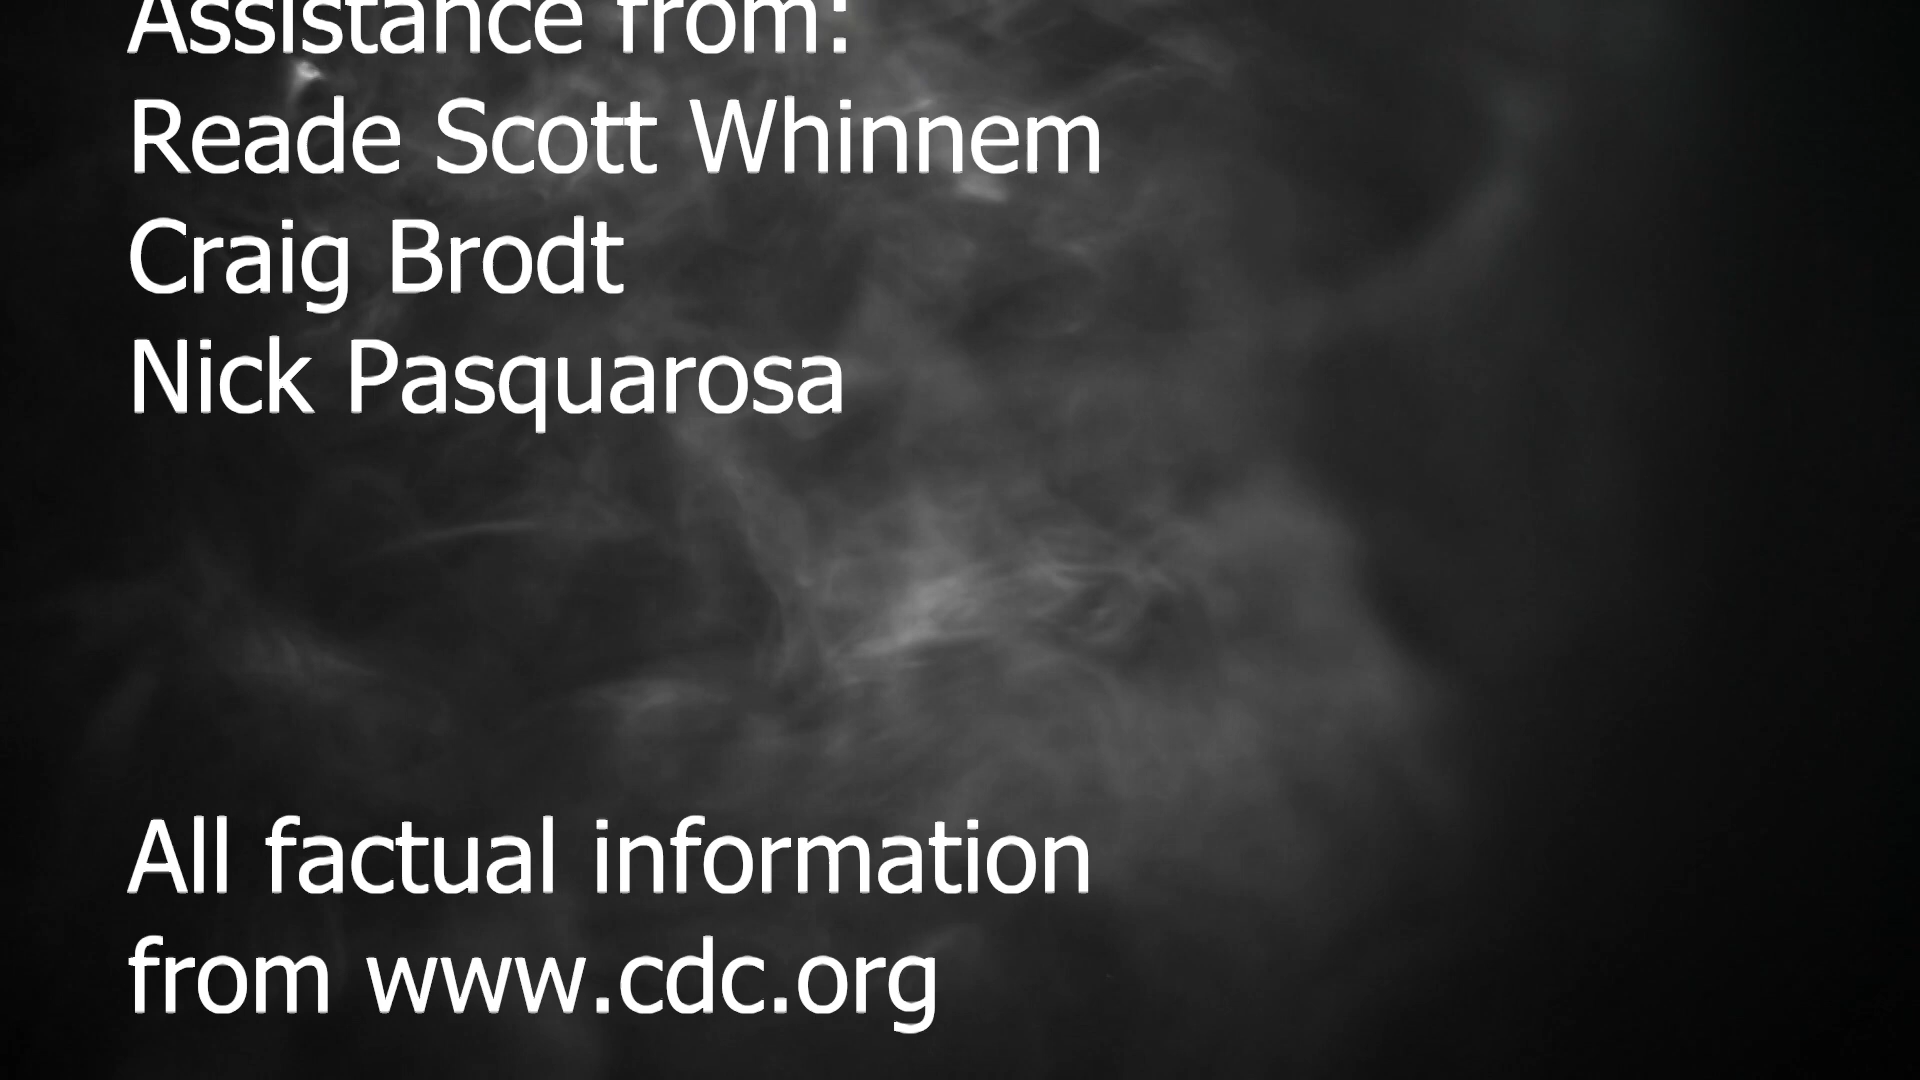 Assistance from:
Reade Scott Whinnem
Craig Brodt
Nick Pasquarosa
All factual information
from www.cdc.org